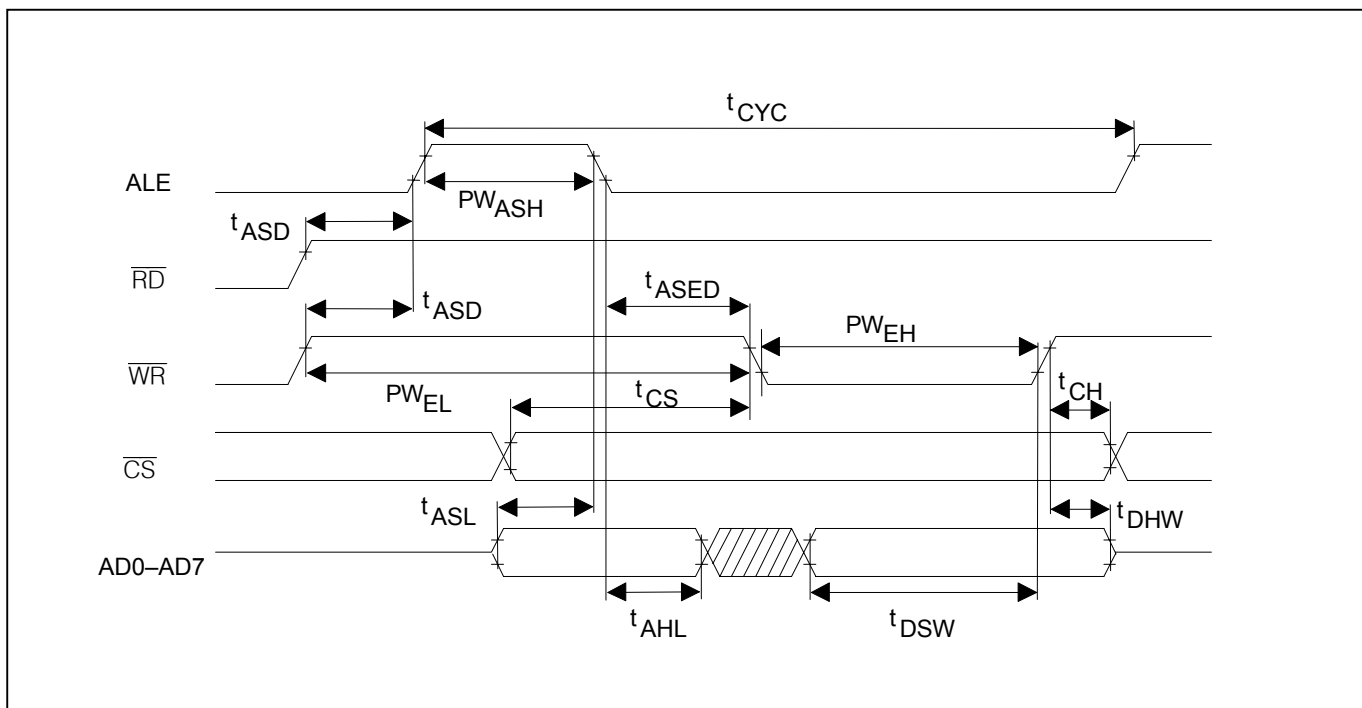 tCYC
ALE
PWASH
tASD
RD
tASED
tASD
PWEH
WR
PWEL
tCS
tCH
CS
tASL
tDHW
AD0–AD7
tAHL
tDSW